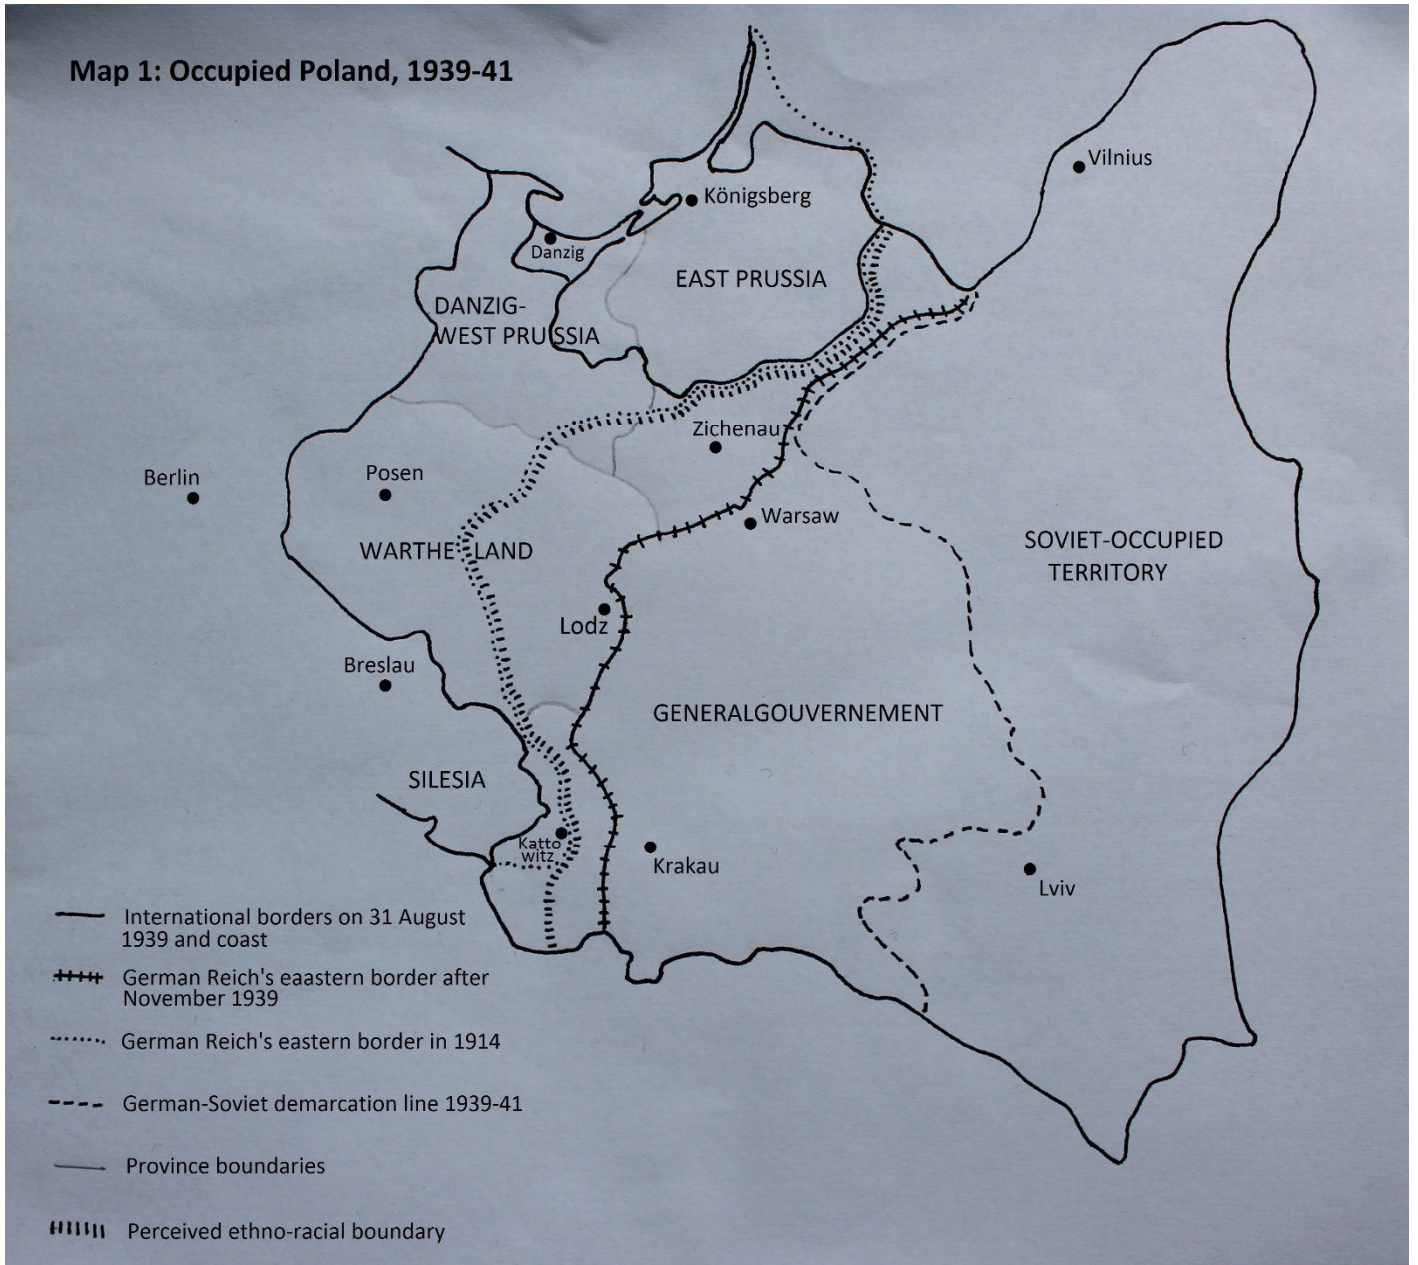 Map 1: Occupied Poland, 1939-41
Vilnius
Königsberg
Danzig
EAST PRUSSIA
DANZIG-
WEST PRUSSIA
Zichenau
Berlin
Posen
Warsaw
WARTHELAND
SOVIET-OCCUPIED
TERRITORY
Lodz
Breslau
GENERALGOUVERNEMENT
SILESIA
Katto
witz
Krakau
Lviv
International borders on 31 August
1939 and coast
German Reich's eaastern border after
November 1939
German Reich's eastern border in 1914
German-Soviet demarcation line 1939-41
Province boundaries
Perceived ethno-racial boundary